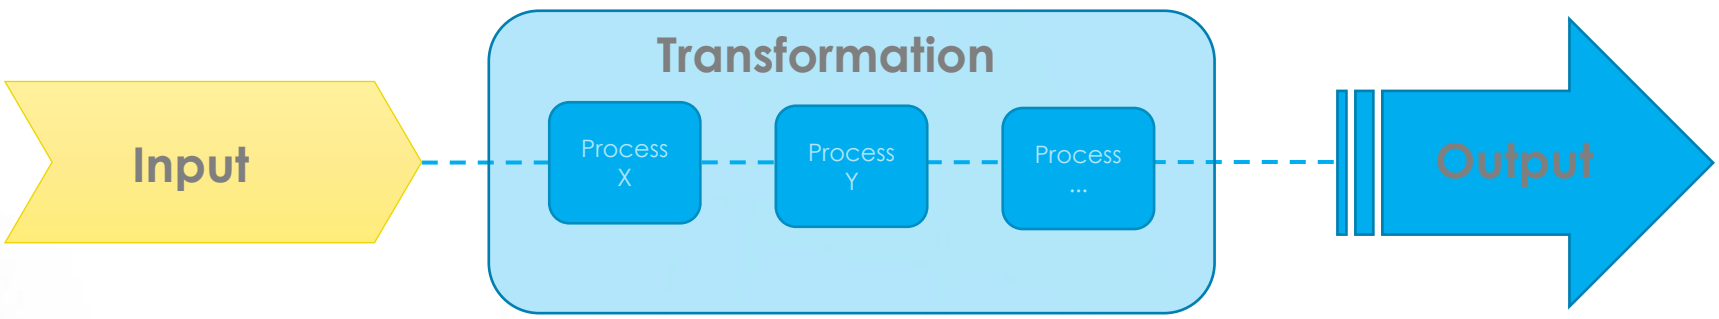 Transformation
Input
Process
X
Process
Y
Process
...
Output